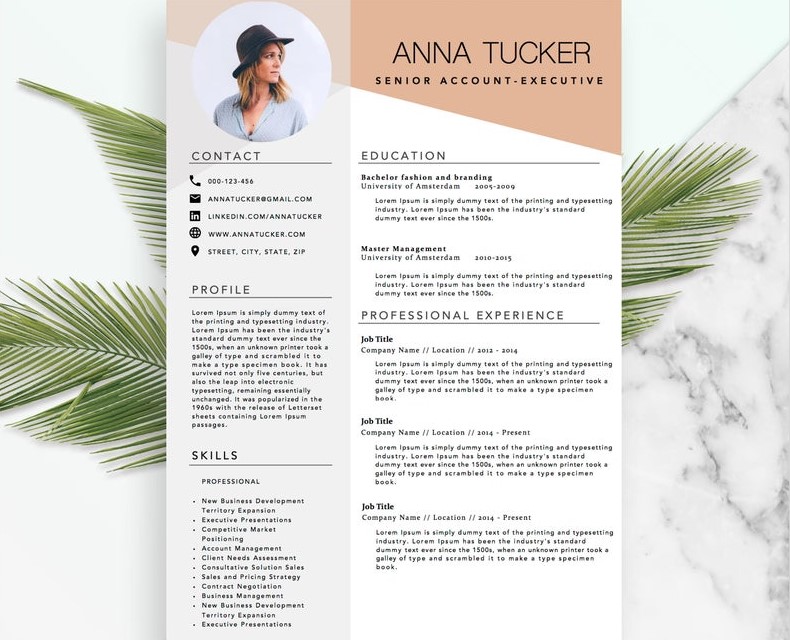 ANNA TUCKER
SENIOR ACCOUNT-EXECUTIVE
CONTACT
000-123-456
ANNATUCKER@GMAIL.COM
LINKEDIN.COM/ANNATUCKER
WWW.ANNATUCKER.COM
STREET, CITY, STATE, ZIP
PROFILE
Lorem Ipsum is simply dummy text of
the printing and typesetting industry.
Lorem Ipsum has been the industry's
standard dummy text ever since the
1500s, when an unknown printer took a
galley of type and scrambled it to
make a type specimen book. It has
survived not only five centuries, but
also the leap into electronic
typesetting, remaining essentially
unchanged. It was popularized in the
1960s with the release of Letterset
sheets containing Lorem Ipsum
passages.
SKILLS
PROFESSIONAL
• New Business Development
Territory Expansion
• Executive Presentations
• Competitive Market
Positioning
• Account Management
• Client Needs Assessment
• Consultative Solution Sales
• Sales and Pricing Strategy
• Contract Negotiation
• Business Management
• New Business Development
Territory Expansion
• Executive Presentations
EDUCATION
Bachelor fashion and branding
University of Amsterdam 2005-2009
Lorem Ipsum is simply dummy text of the printing and typesetting
industry. Lorem Ipsum has been the industry's standard dummy
text ever since the 1500s.
Master Management
University of Amsterdam 2010-2015
Lorem Ipsum is simply dummy text of the printing and typesetting
industry. Lorem Ipsum has been the industry's standard dummy
text ever since the 1500s.
PROFESSIONAL EXPERIENCE
Job Title
Company Name // Location // 2012 - 2014
Lorem Ipsum is simply dummy text of the printing and typesetting
industry. Lorem Ipsum has been the industry's standard dummy
text ever since the 1500s, when an unknown printer took a
galley of type and scrambled it to make a type specimen
book.
Job Title
Company Name // Location // 2014 - Present
Lorem Ipsum is simply dummy text of the printing and typesetting
industry. Lorem Ipsum has been the industry's standard dummy
text ever since the 1500s, when an unknown printer took a
galley of type and scrambled it to make a type specimen
book.
Job Title
Company Name // Location // 2014 - Present
Lorem Ipsum is simply dummy text of the printing and typesetting
industry. Lorem Ipsum has been the industry's standard dummy
text ever since the 1500s, when an unknown printer took a
galley of type and scrambled it to make a type specimen
book.